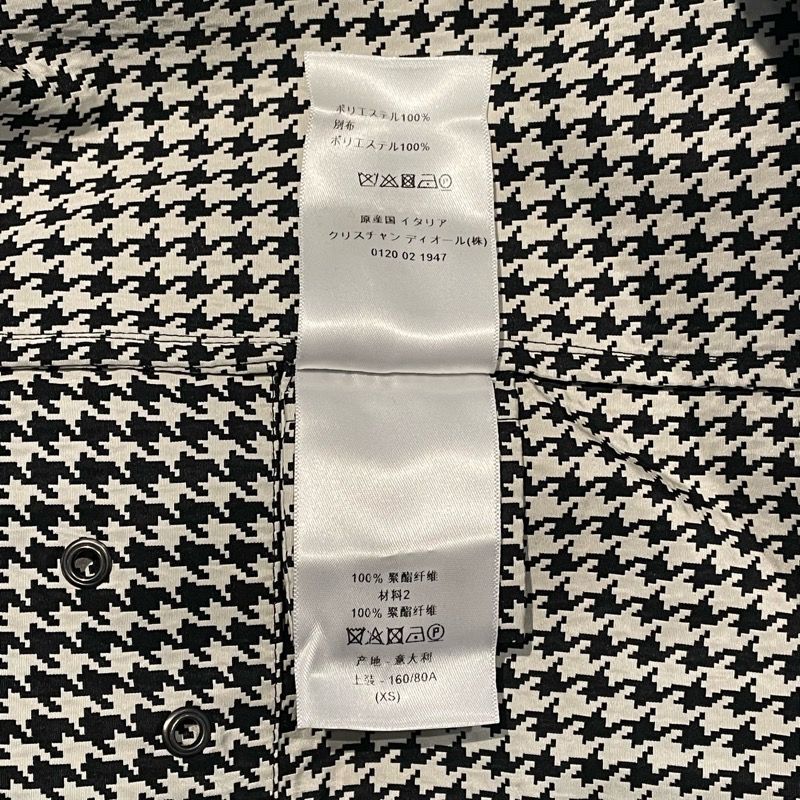 ポリエステル100%
別布
ポリエステル100%
原産国 イタリア
クリスチャン ディオール(株)
0120 02 1947
100% 聚酯纤维
材料2
100% 聚酯纤维
P
产地 - 意大利
上装 - 160/80A
(XS)